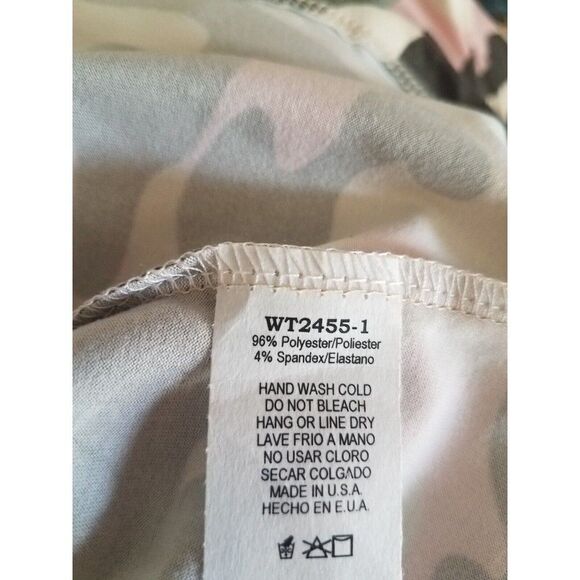 WT2455-1
96% Polyester/Poliester
4% Spandex/Elastano
HAND WASH COLD
DO NOT BLEACH
HANG OR LINE DRY
LAVE FRIO A MANO
NO USAR CLORO
SECAR COLGADO
MADE IN U.S.A.
HECHO EN E.U.A.